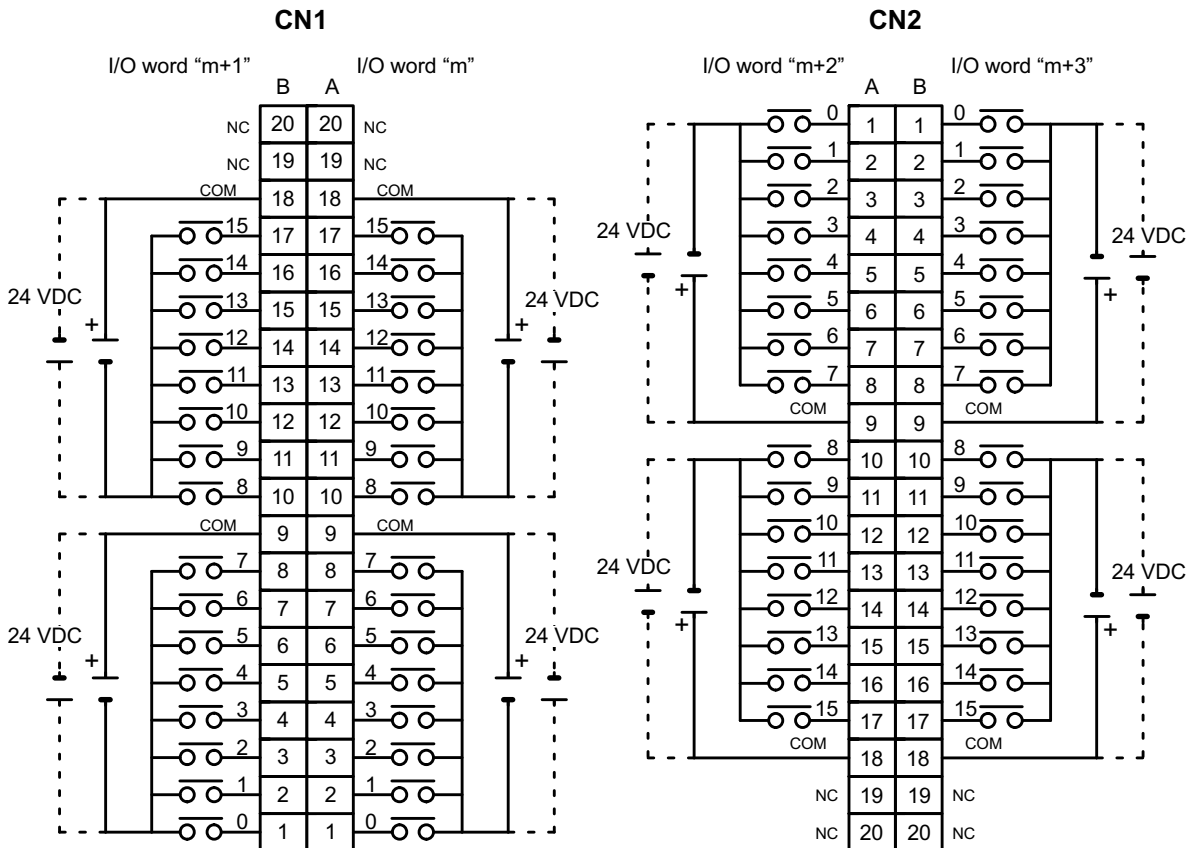 CN1
I/O word “m+1” I/O word “m”
B A
NC 20 20 NC
NC 19 19 NC
COM 18 18 COM
15 17 17 15
14 16 16 14
24 VDC 13 15 15 13 24 VDC
+ 12 14 14 12 +
11 13 13 11
10 12 12 10
9 11 11 9
8 10 10 8
COM 9 9 COM
7 8 8 7
6 7 7 6
24 VDC 5 6 6 5 24 VDC
+ 4 5 5 4 +
3 4 4 3
2 3 3 2
1 2 2 1
0 1 1 0
CN2
I/O word “m+2” I/O word “m+3”
A B
0 1 1 0
1 2 2 1
2 3 3 2
24 VDC 3 4 4 3 24 VDC
4 5 5 4
+ 5 6 6 5 +
6 7 7 6
7 8 8 7
COM 9 9 COM
8 10 10 8
9 11 11 9
10 12 12 10
24 VDC 11 13 13 11 24 VDC
12 14 14 12
+ 13 15 15 13 +
14 16 16 14
15 17 17 15
COM 18 18 COM
NC 19 19 NC
NC 20 20 NC